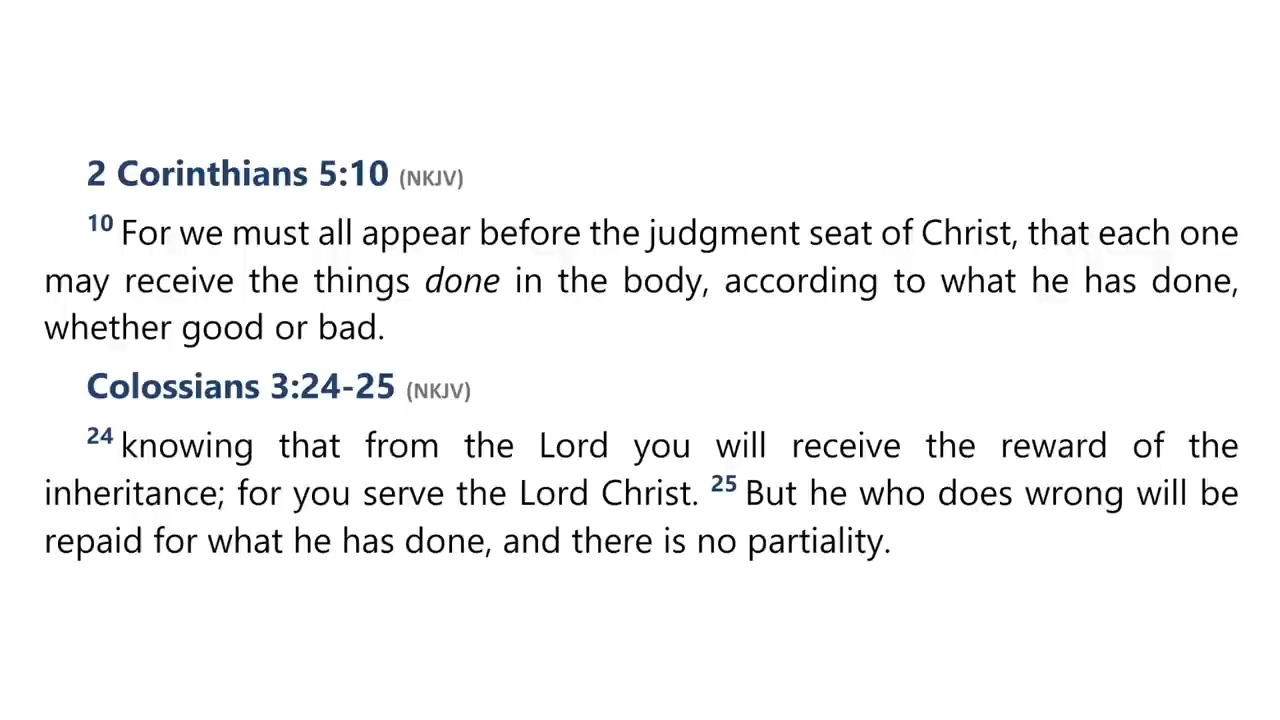 2 Corinthians 5:10 (NKJV)
10 For we must all appear before the judgment seat of Christ, that each one
may receive the things done in the body, according to what he has done,
whether good or bad.
Colossians 3:24-25 (NKJV)
24 knowing that from the Lord you will receive the reward of the
inheritance; for you serve the Lord Christ. 25 But he who does wrong will be
repaid for what he has done, and there is no partiality.